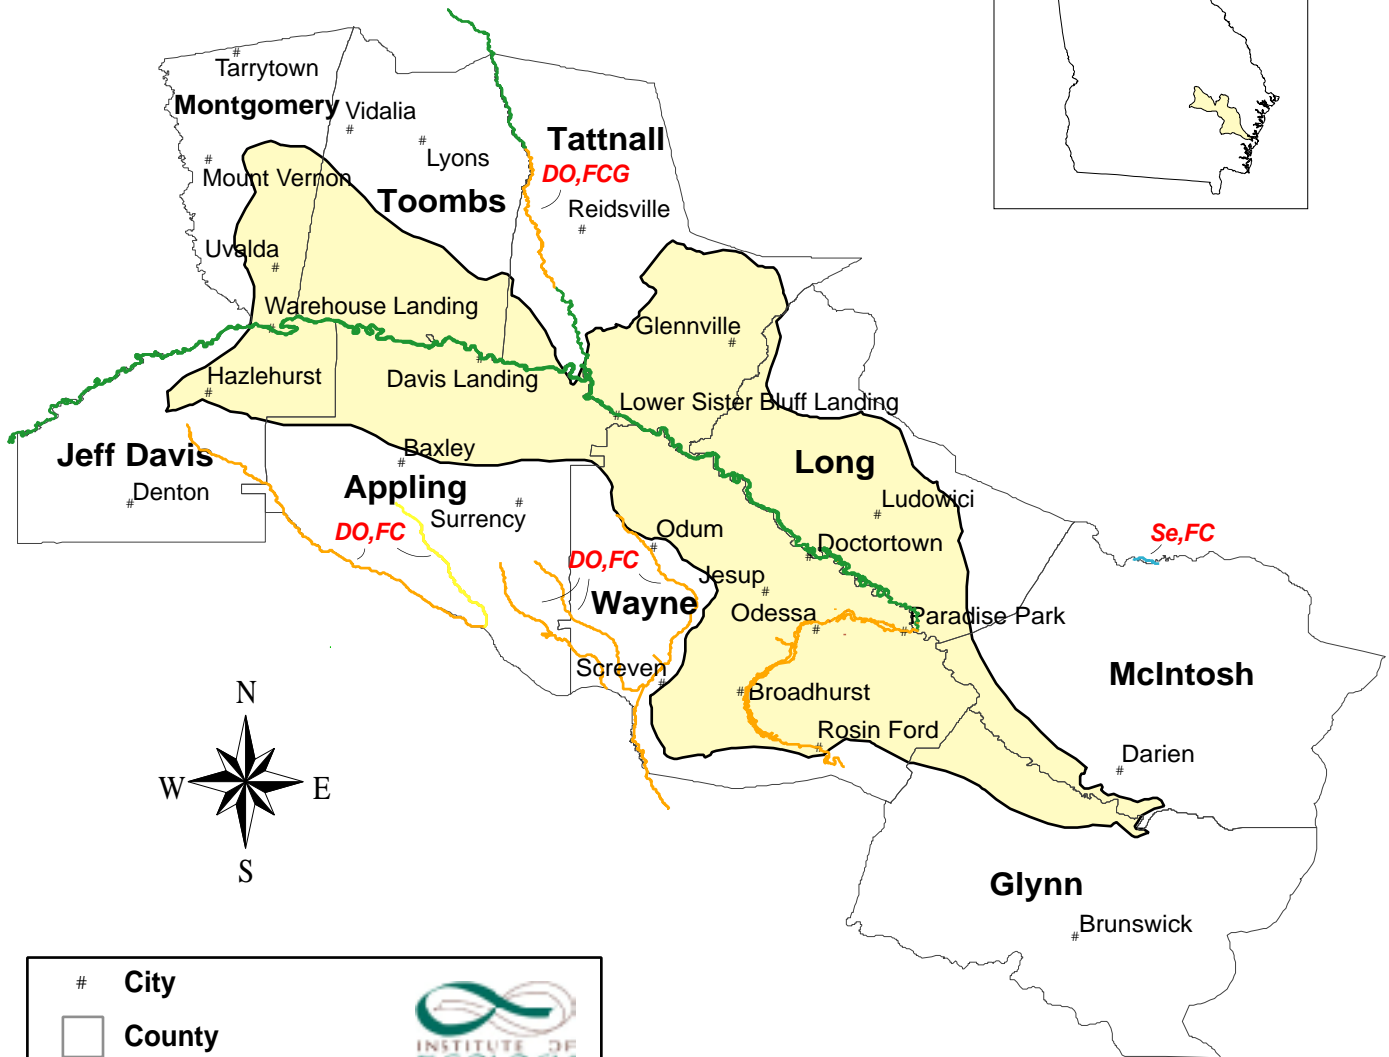 Tarrytown
Montgomery
Vidalia
Lyons
Tattnall
DO,FCG
Mount Vernon
Toombs
Reidsville
Uvalda
Warehouse Landing
Glennville
Hazlehurst
Davis Landing
Lower Sister Bluff Landing
Jeff Davis
Baxley
Long
Denton
Appling
Surrency
Ludowici
DO,FC
Odum
Doctortown
Se,FC
DO,FC
Jesup
Wayne
Odessa
Paradise Park
Screven
McIntosh
Broadhurst
Rosin Ford
Darien
N
W
E
S
Glynn
Brunswick
# City
County
INSTITUTE OF
ECOLOGY